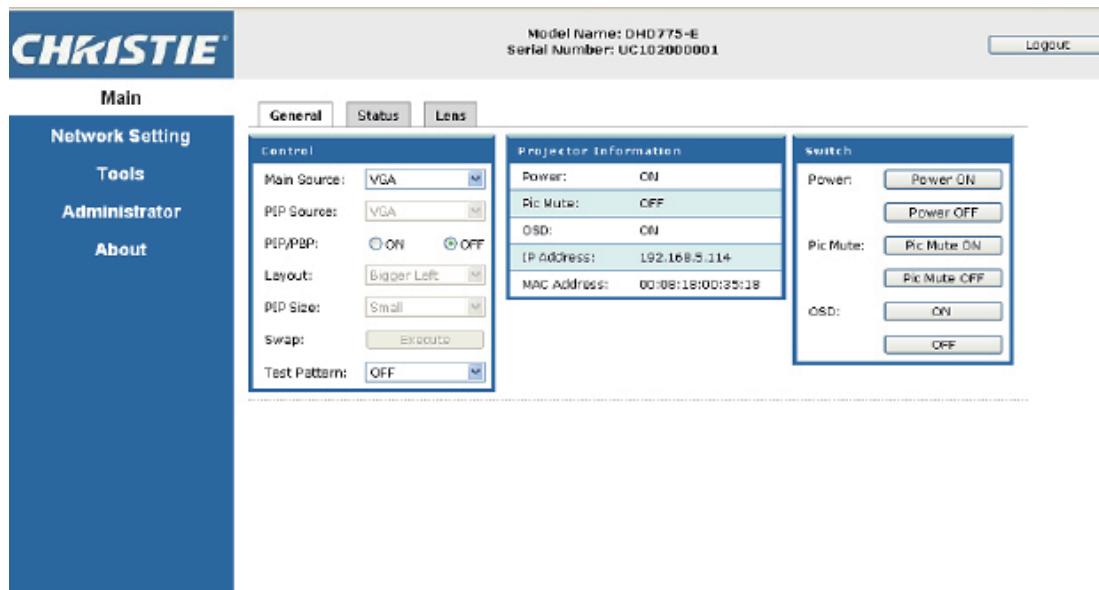 CHRISTIE
Model Name: DHD775-E
Serial Number: UC102000001
Logout
Main
Network Setting
Tools
Administrator
About
General Status Lens
Control
Main Source: VGA
PIP Source: VGA
PIP/PBP: ON OFF
Layout: Bigger Left
PIP Size: Small
Swap: Execute
Test Pattern: OFF
Projector Information
Power: ON
Pic Mute: OFF
OSD: ON
IP Address: 192.168.5.114
MAC Address: 00:08:18:00:35:18
Switch
Power: Power ON
Power OFF
Pic Mute: Pic Mute ON
Pic Mute OFF
OSD: ON
OFF